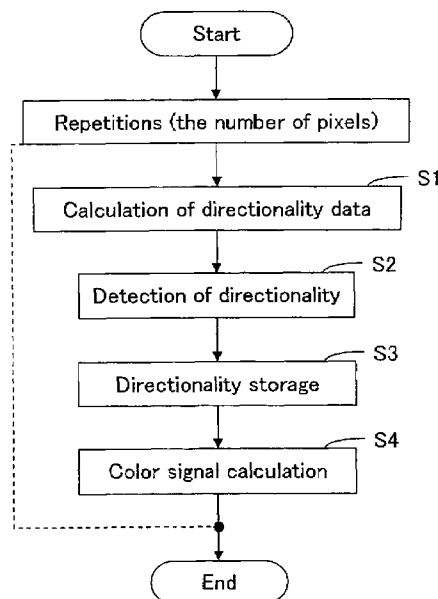 Start
Repetitions (the number of pixels)
S1
Calculation of directionality data
S2
Detection of directionality
S3
Directionality storage
S4
Color signal calculation
End